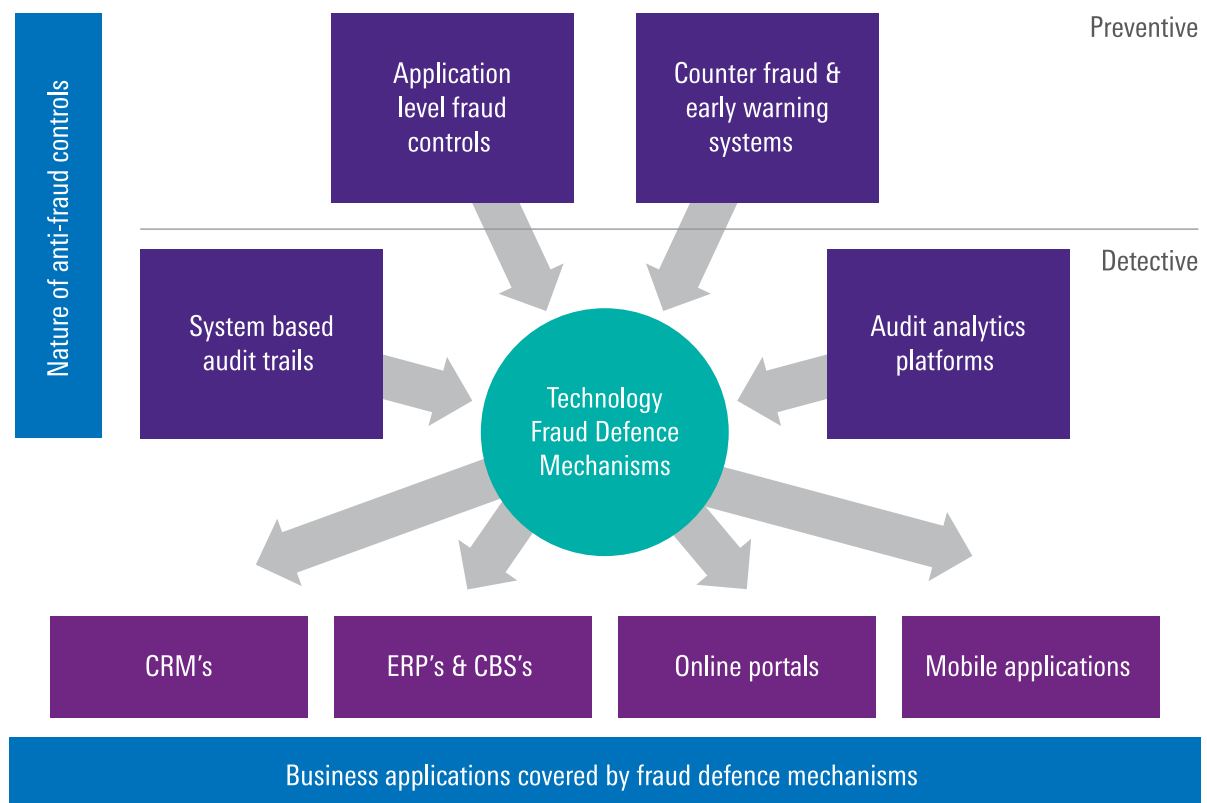 Preventive
Nature of anti-fraud controls
Application
level fraud
controls
Counter fraud &
early warning
systems
Detective
System based
audit trails
Audit analytics
platforms
Technology
Fraud Defence
Mechanisms
CRM's
ERP's & CBS's
Online portals
Mobile applications
Business applications covered by fraud defence mechanisms